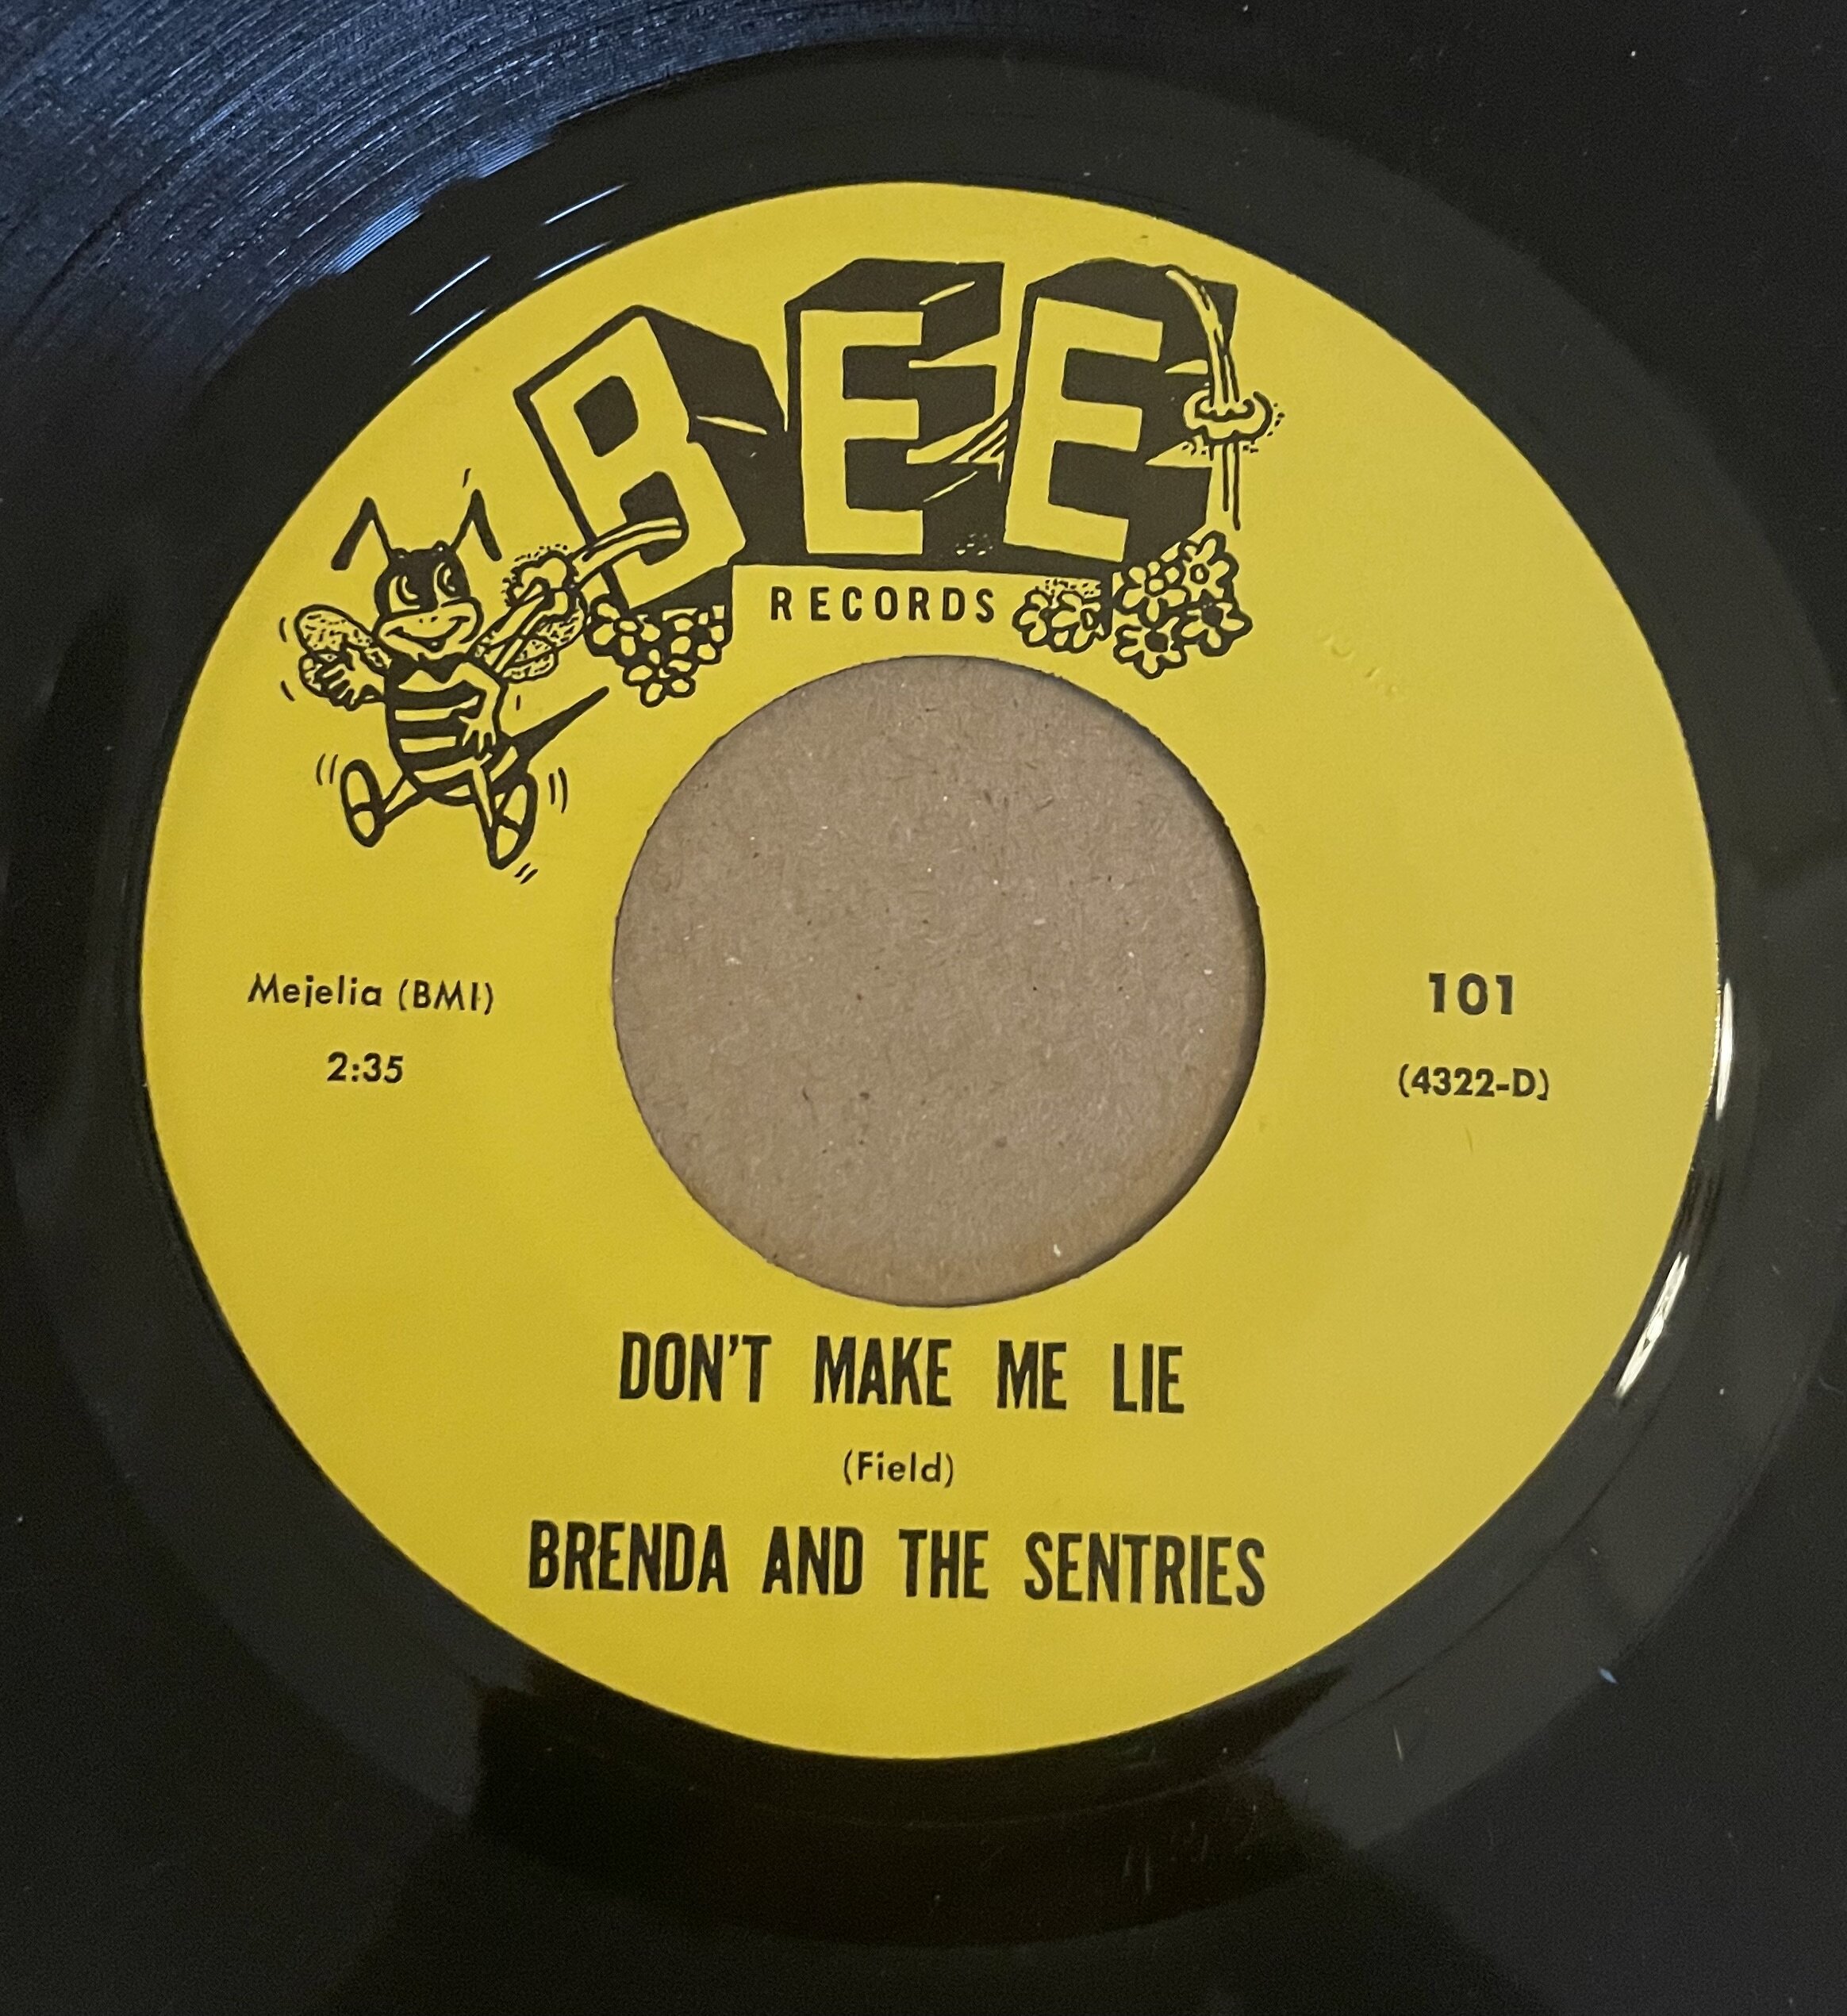 BEE
RECORDS
Mejelia (BMI)
2:35
101
(4322-D)
DON'T MAKE ME LIE
(Field)
BRENDA AND THE SENTRIES